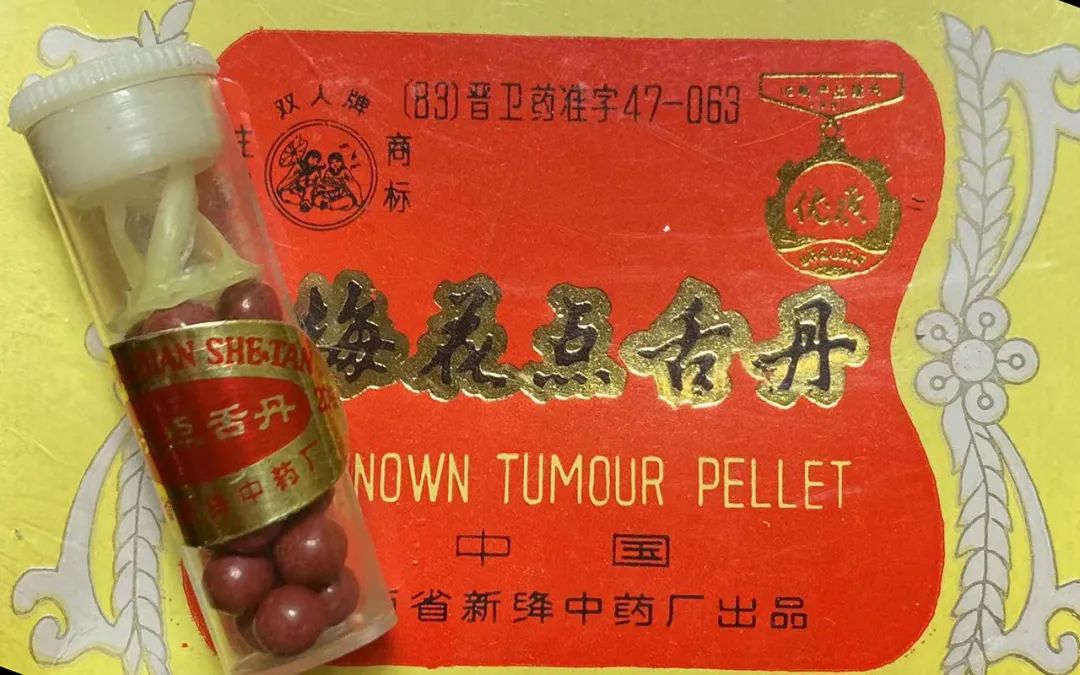 双人牌
商标
(83)晋卫药准字47-063
优质
梅花点舌丹
NOWN TUMOUR PELLET
中国
省新绛中药厂出品
DIAN SHE TAN
点舌丹
绛中药厂